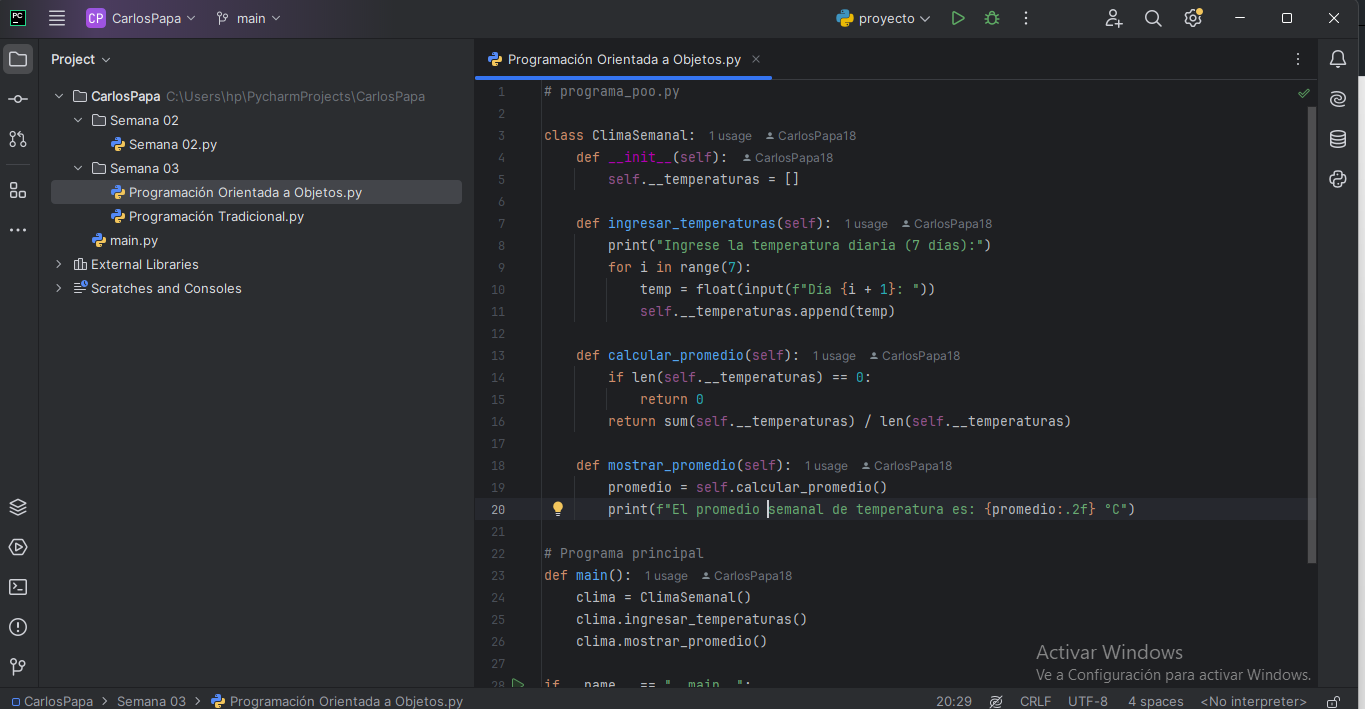 PC CP CarlosPapa main proyecto
Project
Programación Orientada a Objetos.py
CarlosPapa C:\Users\hp\PycharmProjects\CarlosPapa
Semana 02
Semana 02.py
Semana 03
Programación Orientada a Objetos.py
Programación Tradicional.py
main.py
External Libraries
Scratches and Consoles
1 # programa_poo.py
2
3 class ClimaSemanal: 1 usage CarlosPapa18
4 def __init__(self): CarlosPapa18
5 self.__temperaturas = []
6
7 def ingresar_temperaturas(self): 1 usage CarlosPapa18
8 print("Ingrese la temperatura diaria (7 días):")
9 for i in range(7):
10 temp = float(input(f"Día {i + 1}: "))
11 self.__temperaturas.append(temp)
12
13 def calcular_promedio(self): 1 usage CarlosPapa18
14 if len(self.__temperaturas) == 0:
15 return 0
16 return sum(self.__temperaturas) / len(self.__temperaturas)
17
18 def mostrar_promedio(self): 1 usage CarlosPapa18
19 promedio = self.calcular_promedio()
20 print(f"El promedio semanal de temperatura es: {promedio:.2f} °C")
21
22 # Programa principal
23 def main(): 1 usage CarlosPapa18
24 clima = ClimaSemanal()
25 clima.ingresar_temperaturas()
26 clima.mostrar_promedio()
27
28 if __name__ == "__main__":
Activar Windows
Ve a Configuración para activar Windows.
CarlosPapa > Semana 03 > Programación Orientada a Objetos.py 20:29 CRLF UTF-8 4 spaces <No interpreter>